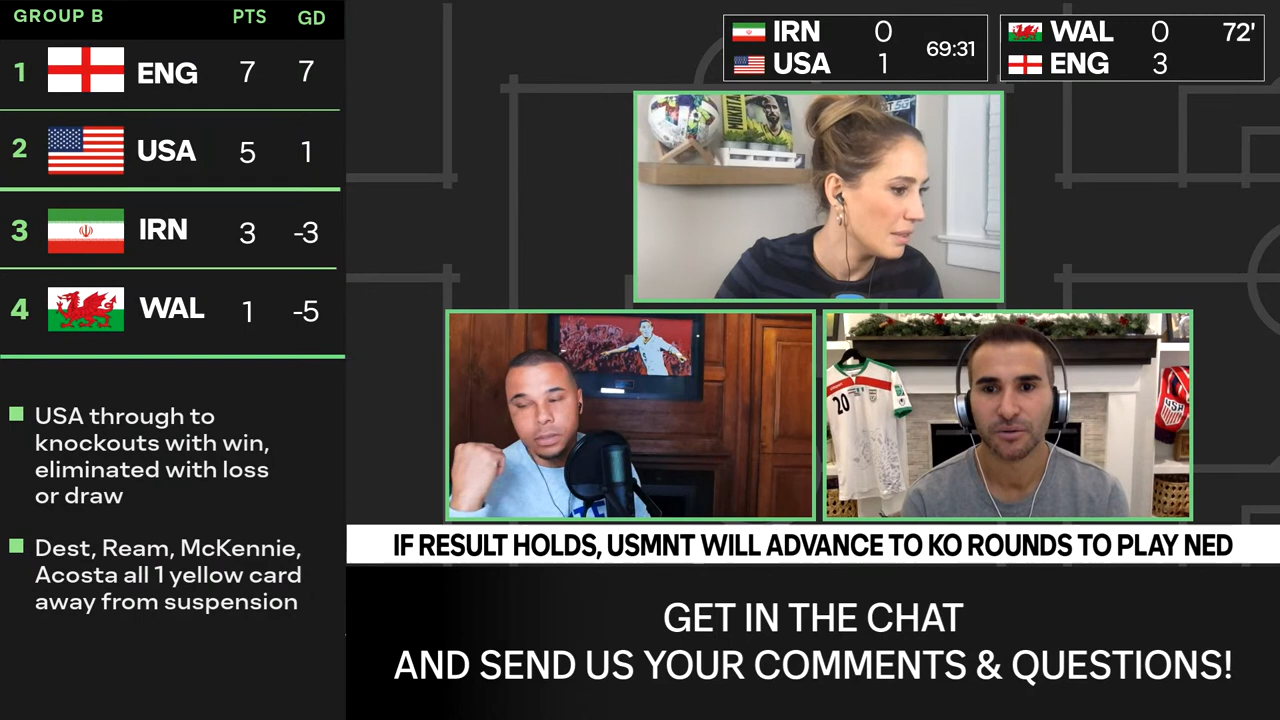 GROUP B PTS GD
1 ENG 7 7
2 USA 5 1
3 IRN 3 -3
4 WAL 1 -5
USA through to
knockouts with win,
eliminated with loss
or draw
Dest, Ream, McKennie,
Acosta all 1 yellow card
away from suspension
IRN 0
USA 1
69:31
WAL 0
ENG 3
72'
MUKHTAR
20
USA
IF RESULT HOLDS, USMNT WILL ADVANCE TO KO ROUNDS TO PLAY NED
GET IN THE CHAT
AND SEND US YOUR COMMENTS & QUESTIONS!